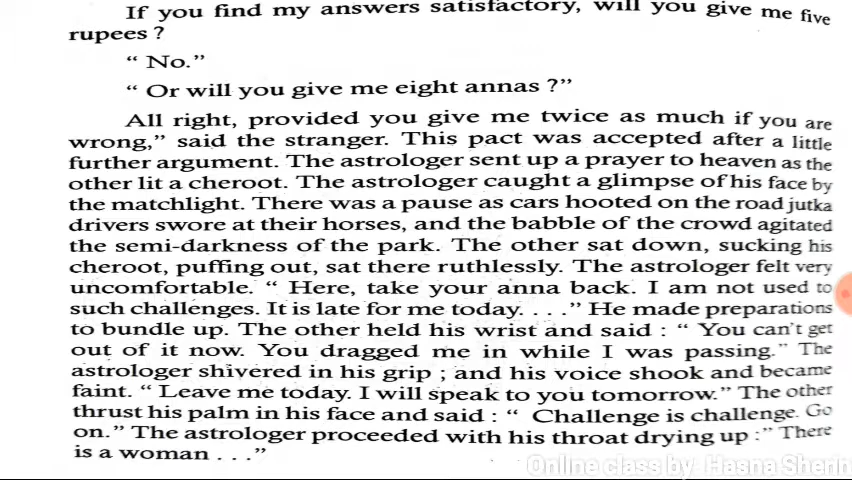 If you find my answers satisfactory, will you give me five
rupees ?
“ No.”
“ Or will you give me eight annas ?”
All right, provided you give me twice as much if you are
wrong,” said the stranger. This pact was accepted after a little
further argument. The astrologer sent up a prayer to heaven as the
other lit a cheroot. The astrologer caught a glimpse of his face by
the matchlight. There was a pause as cars hooted on the road jutka
drivers swore at their horses, and the babble of the crowd agitated
the semi-darkness of the park. The other sat down, sucking his
cheroot, puffing out, sat there ruthlessly. The astrologer felt very
uncomfortable. “ Here, take your anna back. I am not used to
such challenges. It is late for me today. . . .” He made preparations
to bundle up. The other held his wrist and said : “ You can't get
out of it now. You dragged me in while I was passing.” The
astrologer shivered in his grip ; and his voice shook and became
faint. “ Leave me today. I will speak to you tomorrow.” The other
thrust his palm in his face and said : “ Challenge is challenge. Go
on.” The astrologer proceeded with his throat drying up :” There
is a woman . . .”
Online class by Hasna Sherin